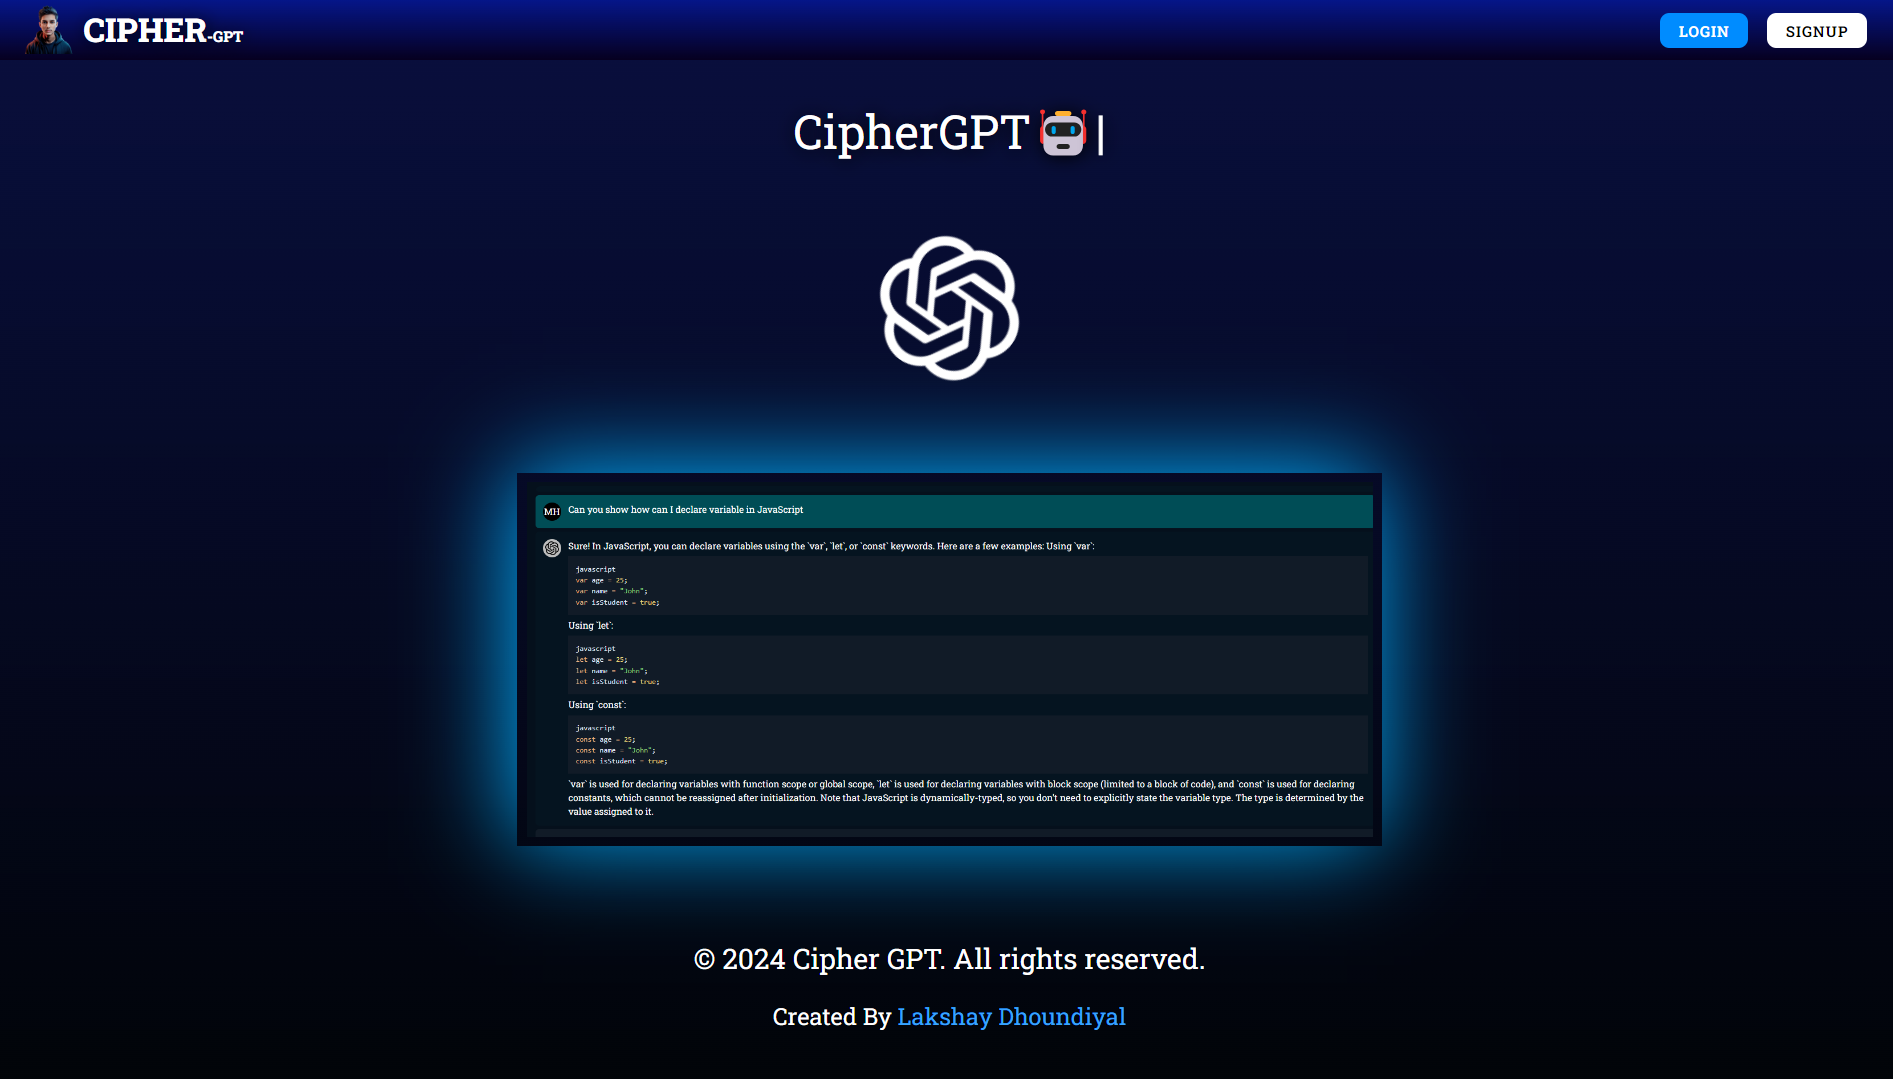 CIPHER-GPT
LOGIN
SIGNUP
CipherGPT 🤖 |
MH
Can you show how can I declare variable in JavaScript
Sure! In JavaScript, you can declare variables using the `var`, `let`, or `const` keywords. Here are a few examples: Using `var`:
javascript
var age = 25;
var name = "John";
var isStudent = true;
Using `let`:
javascript
let age = 25;
let name = "John";
let isStudent = true;
Using `const`:
javascript
const age = 25;
const name = "John";
const isStudent = true;
`var` is used for declaring variables with function scope or global scope, `let` is used for declaring variables with block scope (limited to a block of code), and `const` is used for declaring
constants, which cannot be reassigned after initialization. Note that JavaScript is dynamically-typed, so you don't need to explicitly state the variable type. The type is determined by the
value assigned to it.
© 2024 Cipher GPT. All rights reserved.
Created By Lakshay Dhoundiyal